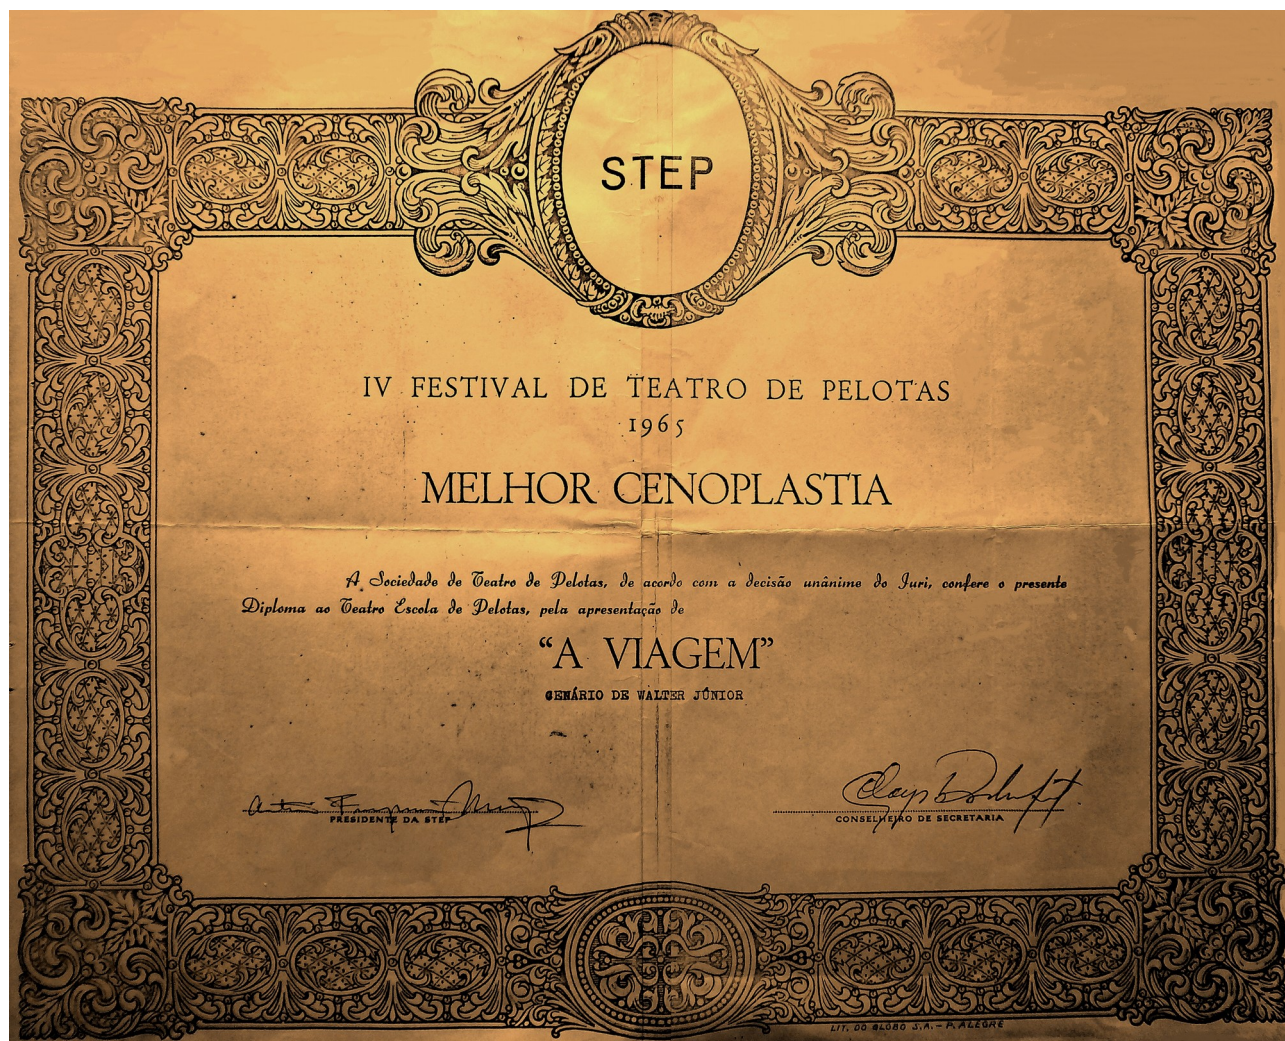 STEP
IV FESTIVAL DE TEATRO DE PELOTAS
1965
MELHOR CENOPLASTIA
A Sociedade de Teatro de Pelotas, de acordo com a decisão unânime do Juri, confere o presente
Diploma ao Teatro Escola de Pelotas, pela apresentação de
“A VIAGEM”
CENÁRIO DE WALTER JÚNIOR
PRESIDENTE DA STEP
CONSELHEIRO DE SECRETARIA
LIT. DO GLOBO S.A. - P. ALEGRE